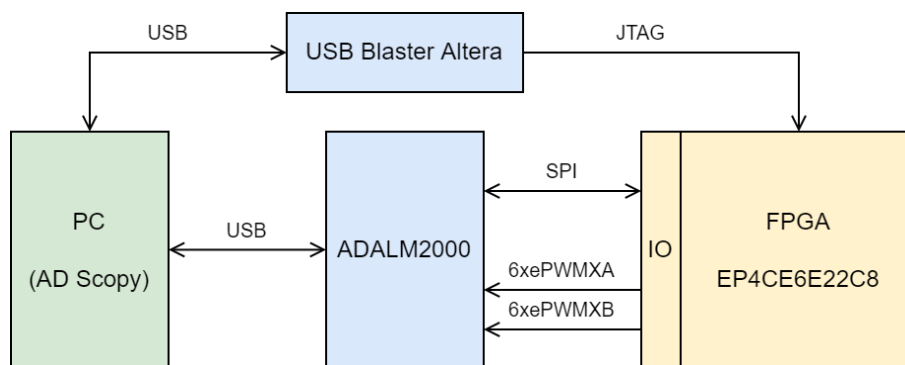 USB
USB Blaster Altera
JTAG
PC
(AD Scopy)
USB
ADALM2000
SPI
6xePWMXA
6xePWMXB
IO
FPGA
EP4CE6E22C8